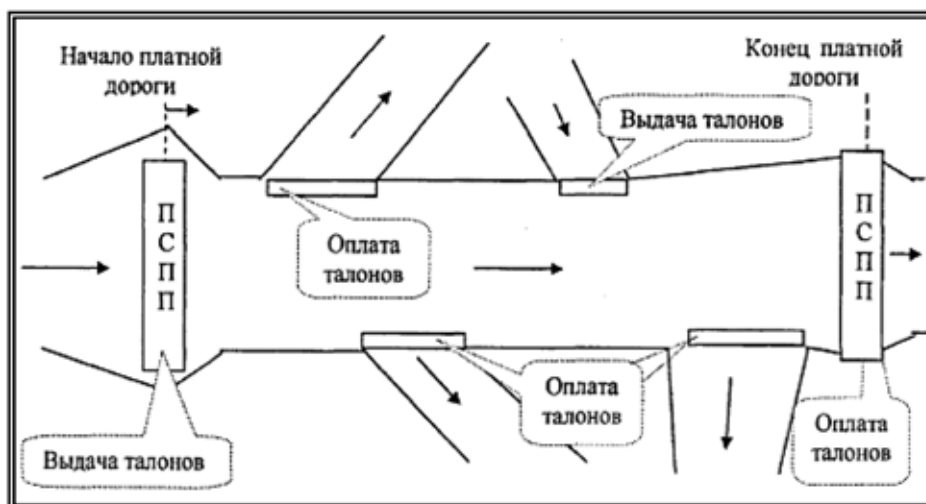 Начало платной
дороги
Конец платной
дороги
Выдача талонов
П
С
П
П
Оплата
талонов
П
С
П
П
Оплата
талонов
Выдача талонов
Оплата
талонов